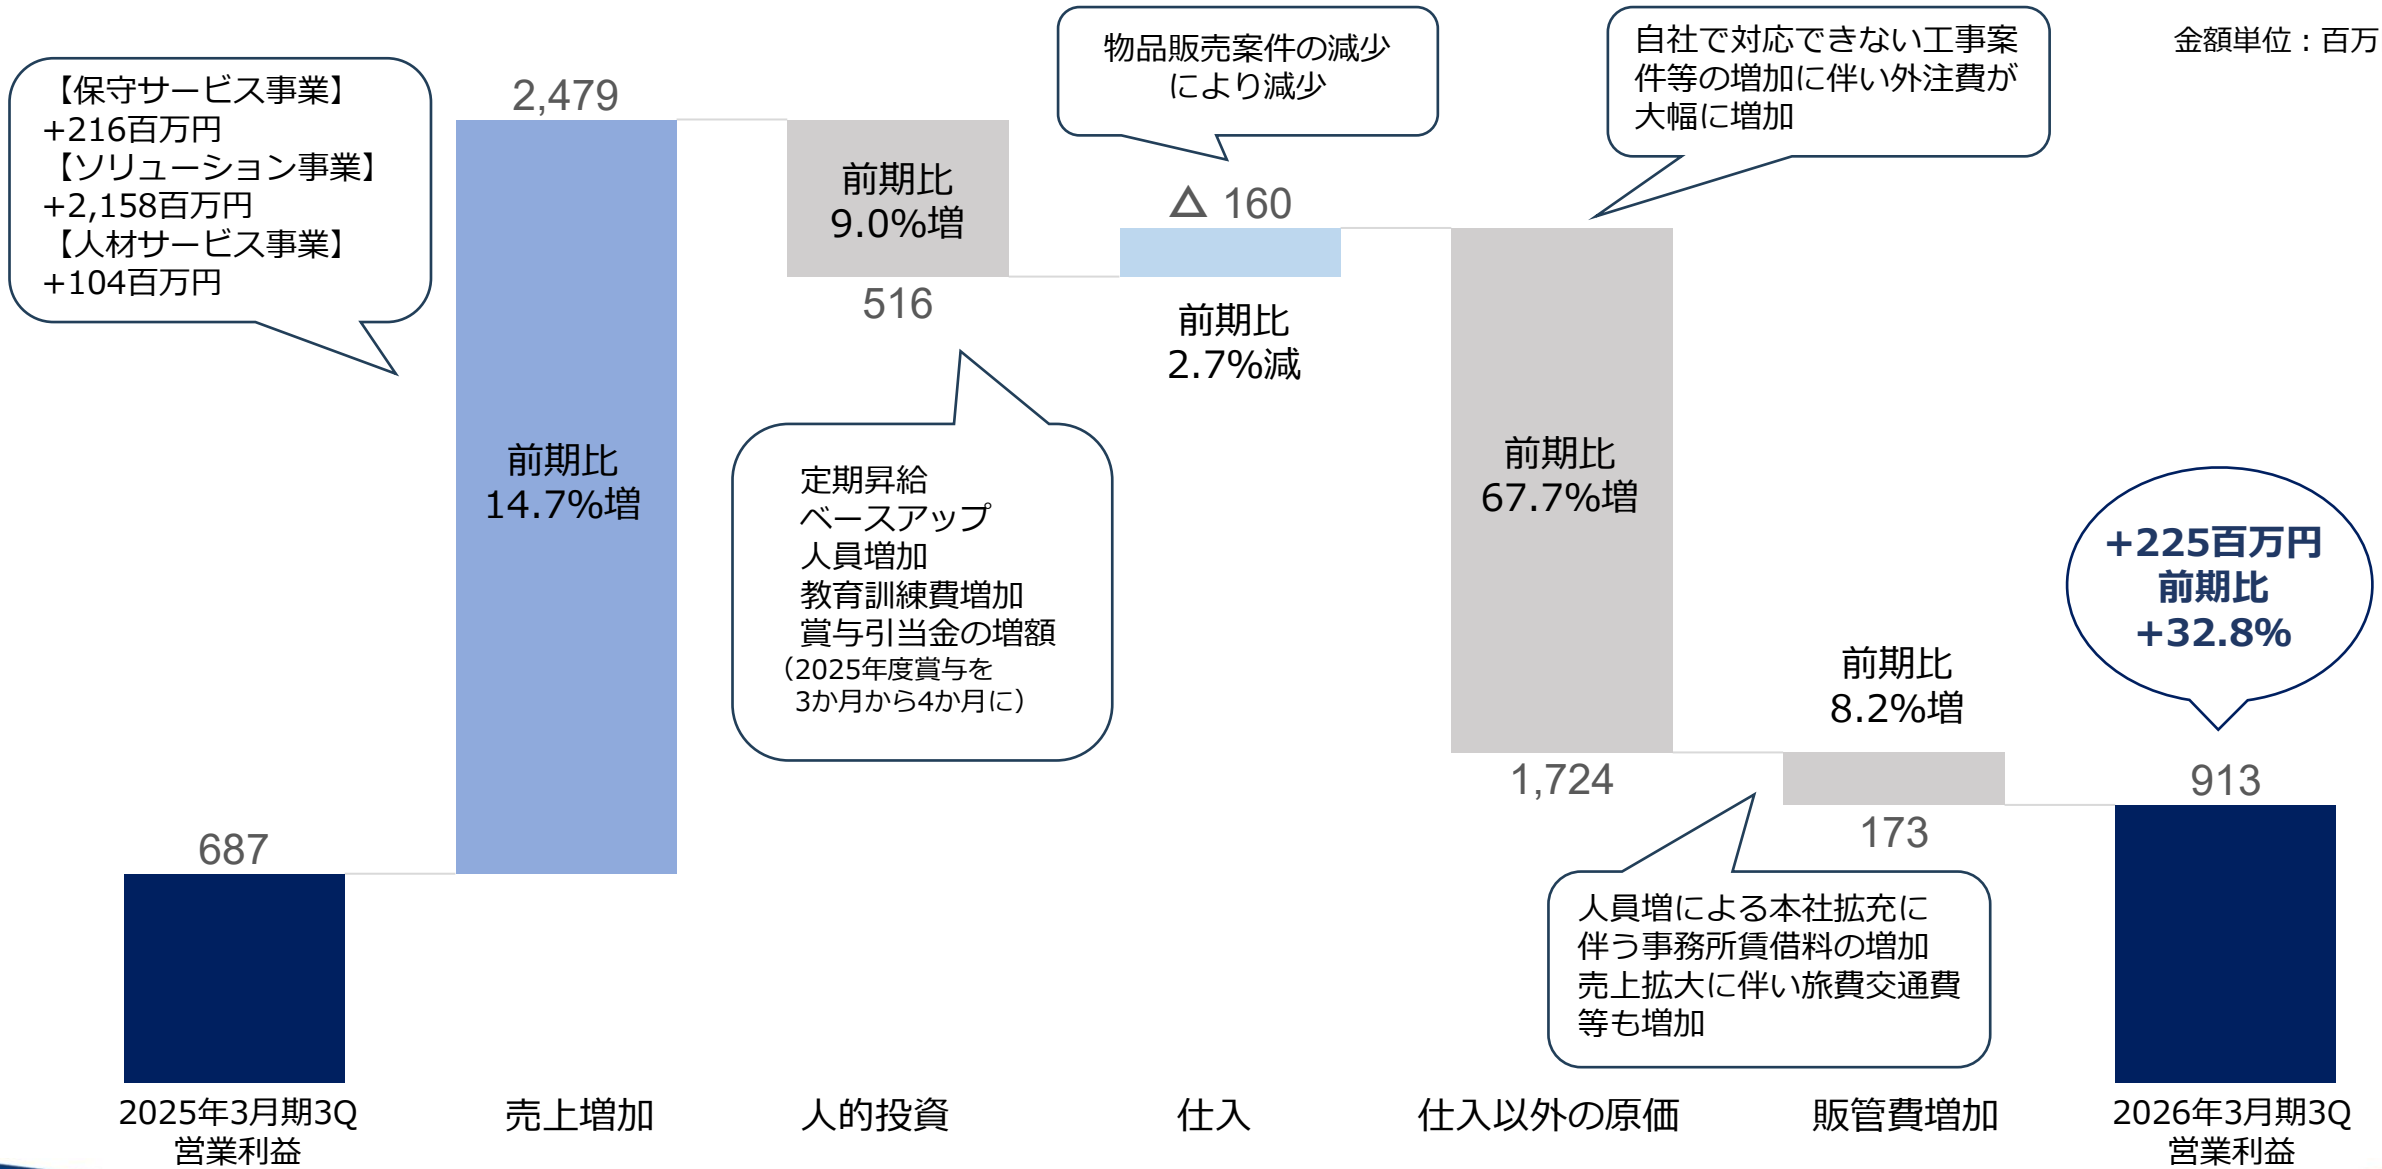 金額単位：百万
【保守サービス事業】
+216百万円
【ソリューション事業】
+2,158百万円
【人材サービス事業】
+104百万円
2,479
前期比
14.7%増
687
前期比
9.0%増
516
定期昇給
ベースアップ
人員増加
教育訓練費増加
賞与引当金の増額
（2025年度賞与を
3か月から4か月に）
物品販売案件の減少
により減少
△ 160
前期比
2.7%減
自社で対応できない工事案
件等の増加に伴い外注費が
大幅に増加
前期比
67.7%増
1,724
前期比
8.2%増
173
人員増による本社拡充に
伴う事務所賃借料の増加
売上拡大に伴い旅費交通費
等も増加
+225百万円
前期比
+32.8%
913
2025年3月期3Q
営業利益
売上増加
人的投資
仕入
仕入以外の原価
販管費増加
2026年3月期3Q
営業利益